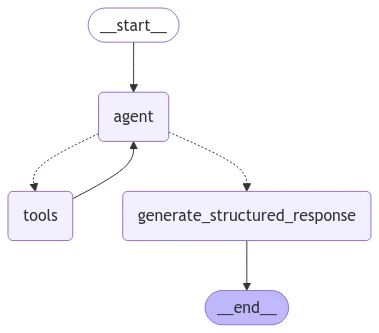 __start__
agent
tools
generate_structured_response
__end__